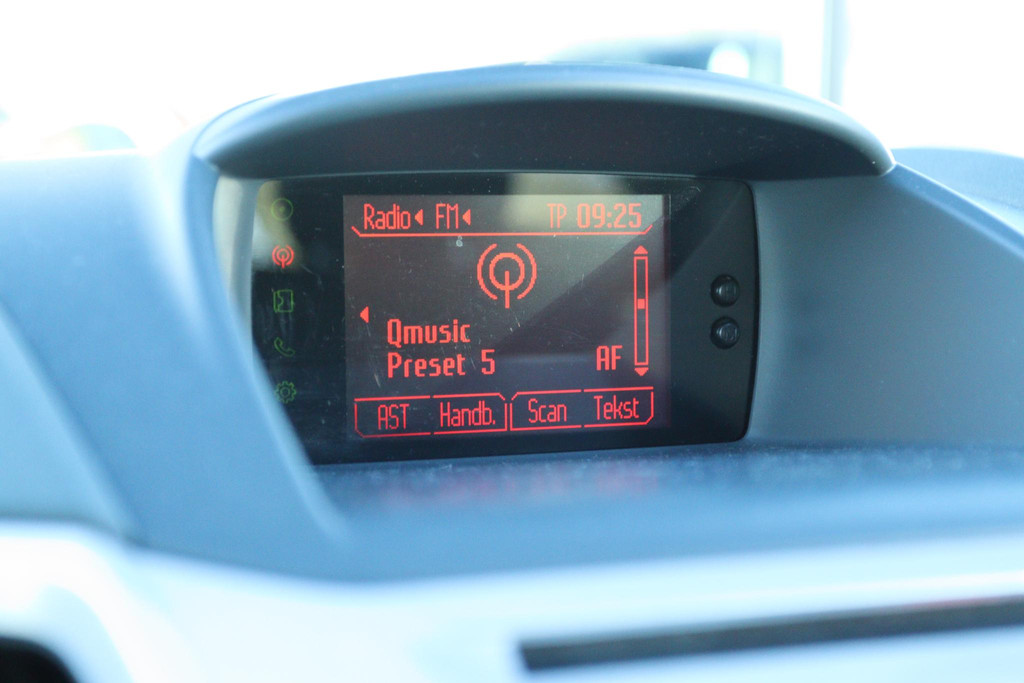 Radio FM TP 09:25
Qmusic
Preset 5 AF
AST Handb. Scan Tekst